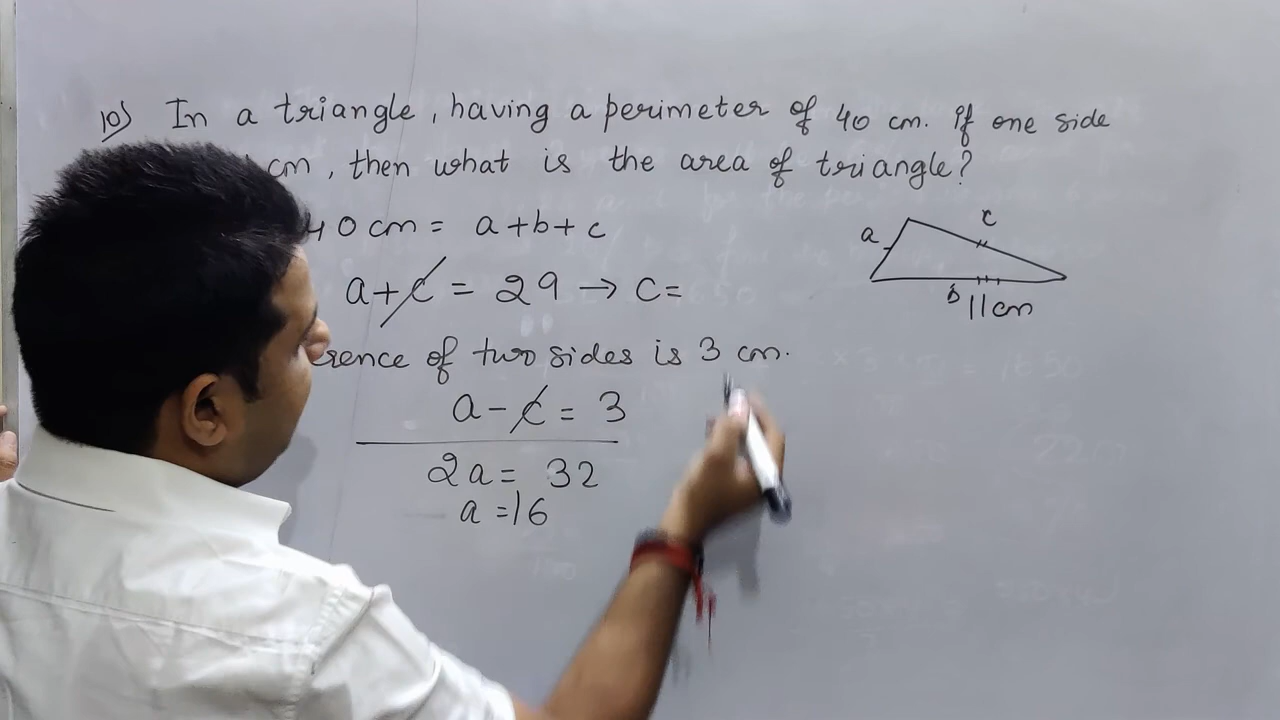 10) In a triangle, having a perimeter of 40 cm. If one side
cm, then what is the area of triangle?
40 cm = a+b+c
a+c = 29 → c=
erence of two sides is 3 cm.
a-c = 3
2a = 32
a = 16
a
c
b
11cm